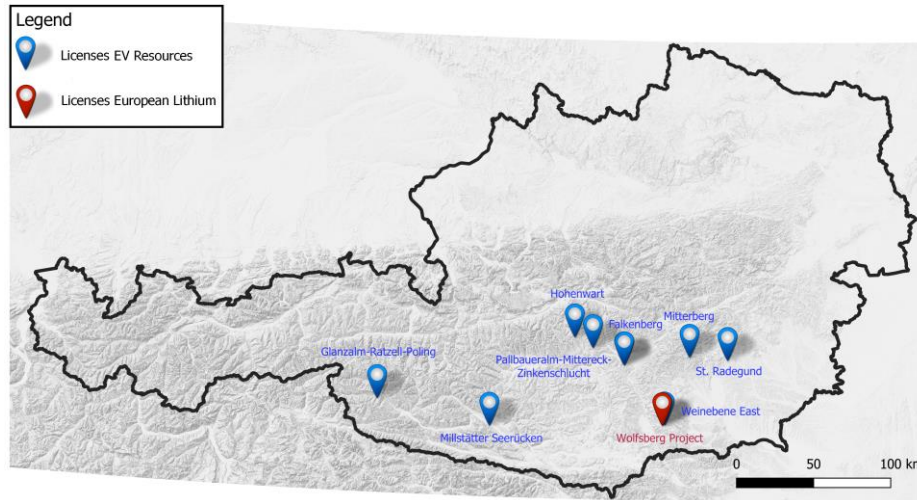 Legend
Licenses EV Resources
Licenses European Lithium
Hohenwart
Falkenberg
Mitterberg
Glanzalm-Ratzell-Poling
Pallbaueralm-Mittereck-
Zinkenschlucht
St. Radegund
Weinebene East
Millstätter Seerücken
Wolfsberg Project
0 50 100 km